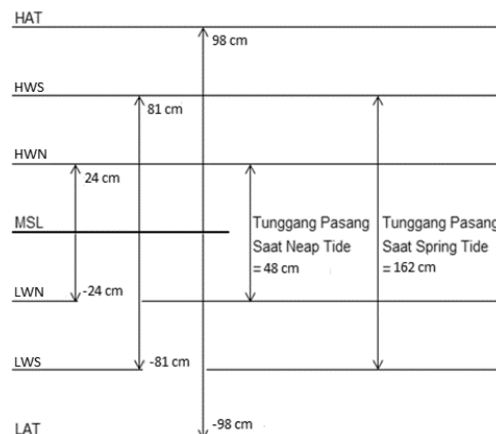 HAT
98 cm
HWS
81 cm
HWN
24 cm
MSL
Tunggang Pasang
Saat Neap Tide
= 48 cm
Tunggang Pasang
Saat Spring Tide
= 162 cm
LWN
-24 cm
LWS
-81 cm
LAT
-98 cm